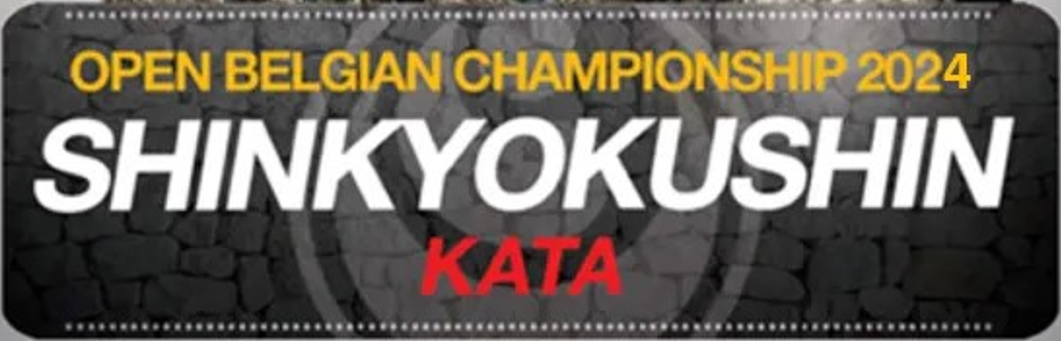 OPEN BELGIAN CHAMPIONSHIP 2024
SHINKYOKUSHIN
KATA